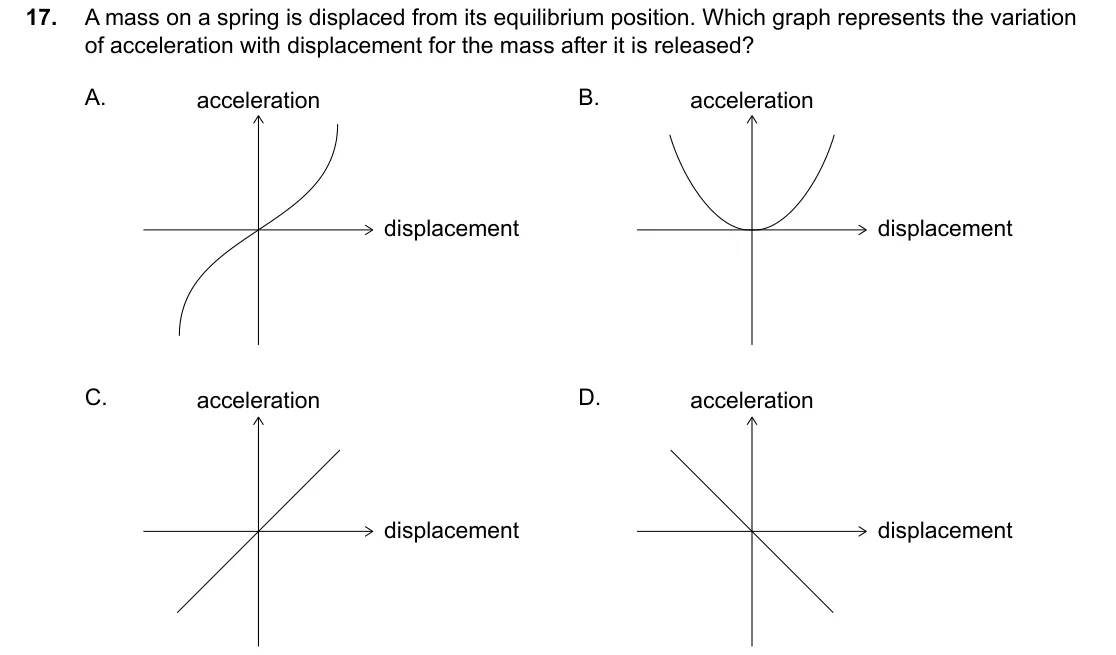 17. A mass on a spring is displaced from its equilibrium position. Which graph represents the variation
of acceleration with displacement for the mass after it is released?
A.
acceleration
displacement
B.
acceleration
displacement
C.
acceleration
displacement
D.
acceleration
displacement